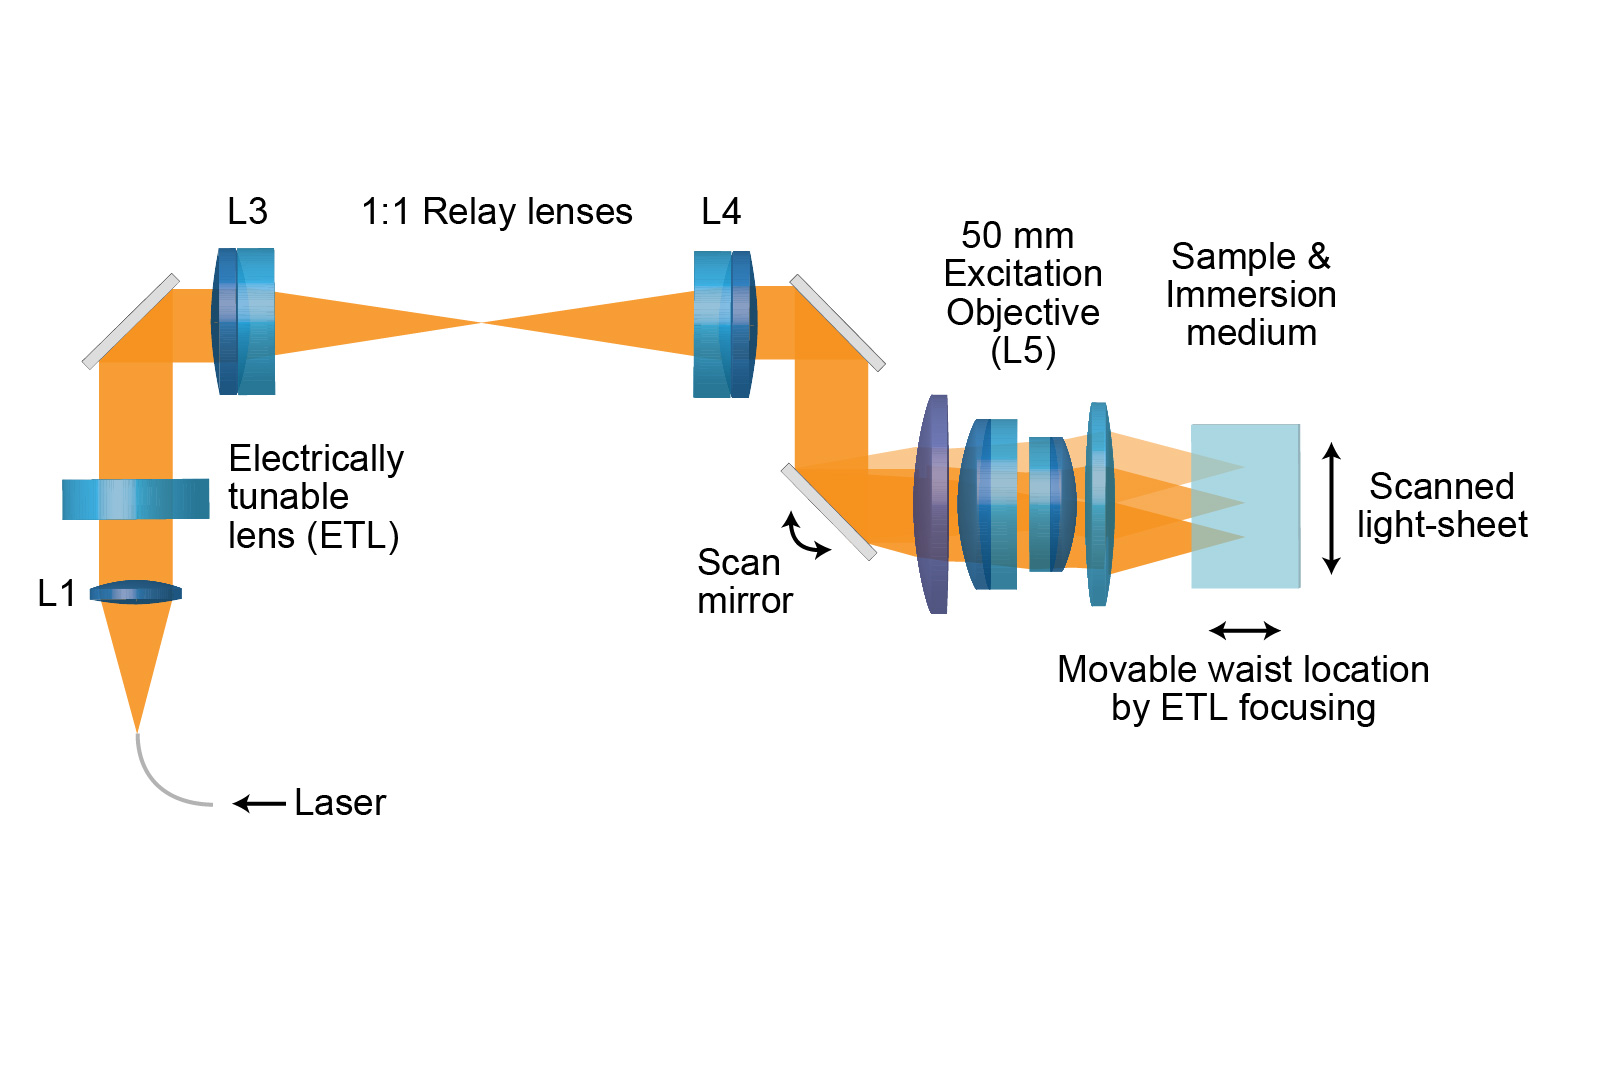 L3
1:1 Relay lenses
L4
50 mm
Excitation
Objective
(L5)
Sample &
Immersion
medium
Electrically
tunable
lens (ETL)
L1
Scan
mirror
Scanned
light-sheet
Movable waist location
by ETL focusing
Laser